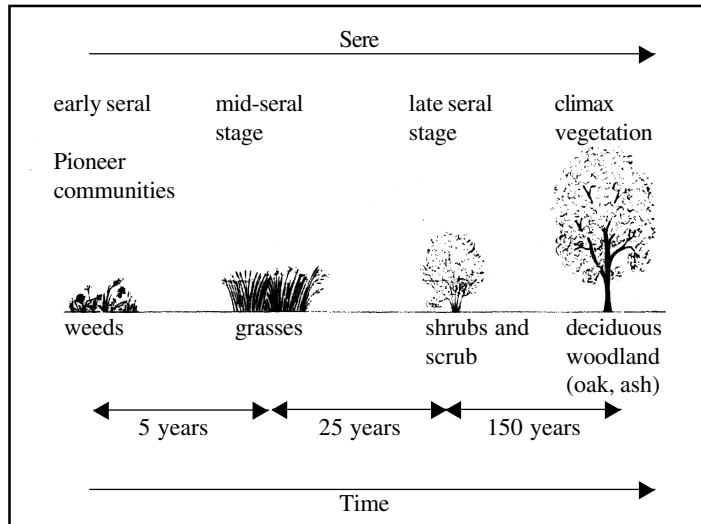 Sere
early seral
mid-seral
stage
late seral
stage
climax
vegetation
Pioneer
communities
weeds
grasses
shrubs and
scrub
deciduous
woodland
(oak, ash)
5 years
25 years
150 years
Time